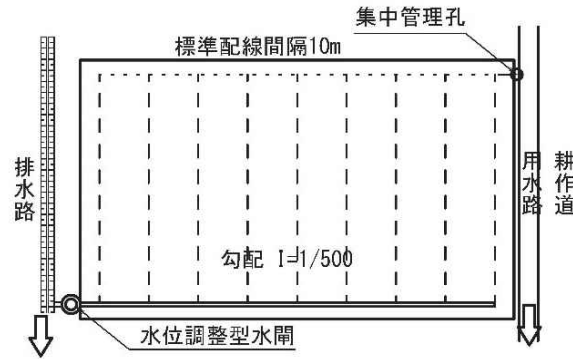 集中管理孔
標準配線間隔10m
排水路
用水路
耕作道
勾配 I=1/500
水位調整型水閘